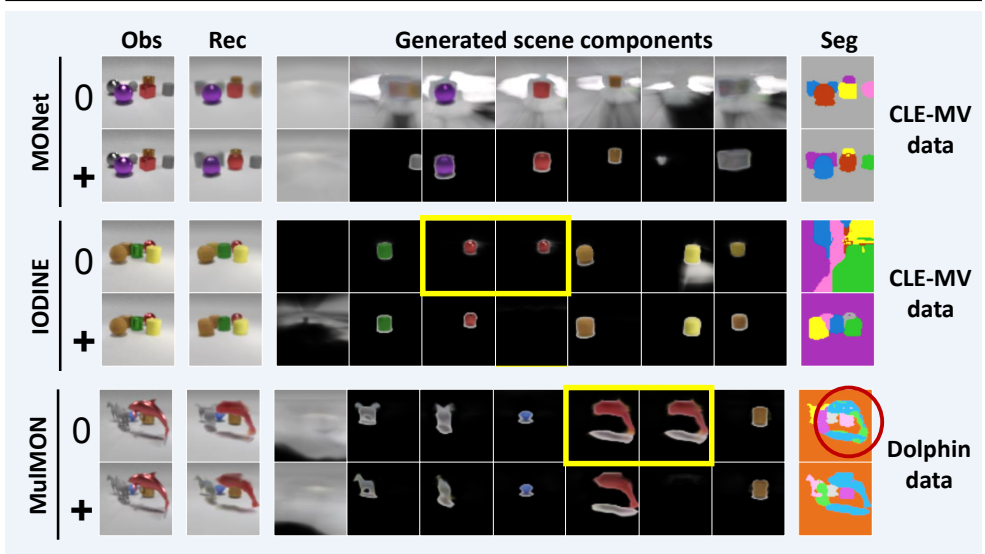 Obs Rec Generated scene components Seg
MONet
0
+
CLE-MV
data
IODINE
0
+
CLE-MV
data
MulMON
0
+
Dolphin
data